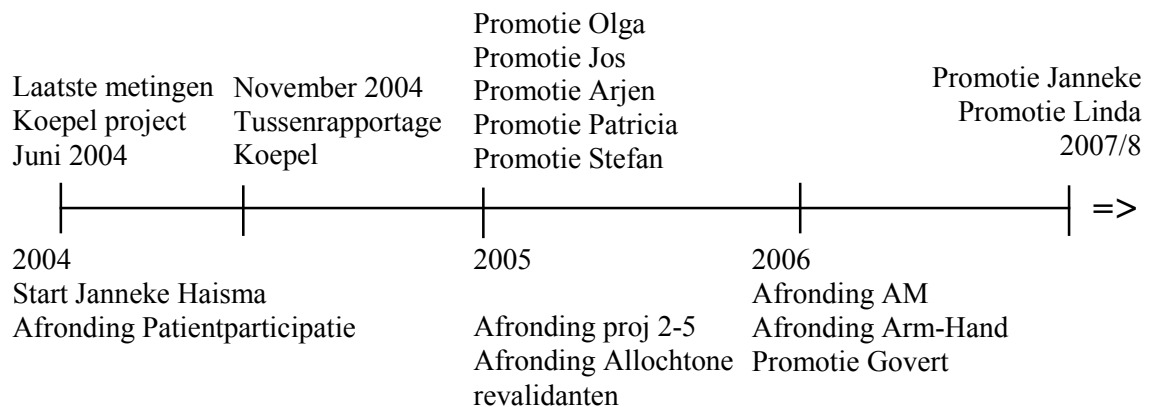 Laatste metingen
Koepel project
Juni 2004
November 2004
Tussenrapportage
Koepel
Promotie Olga
Promotie Jos
Promotie Arjen
Promotie Patricia
Promotie Stefan
Promotie Janneke
Promotie Linda
2007/8
=>
2004
Start Janneke Haisma
Afronding Patientparticipatie
2005
Afronding proj 2-5
Afronding Allochtone
revalidanten
2006
Afronding AM
Afronding Arm-Hand
Promotie Govert